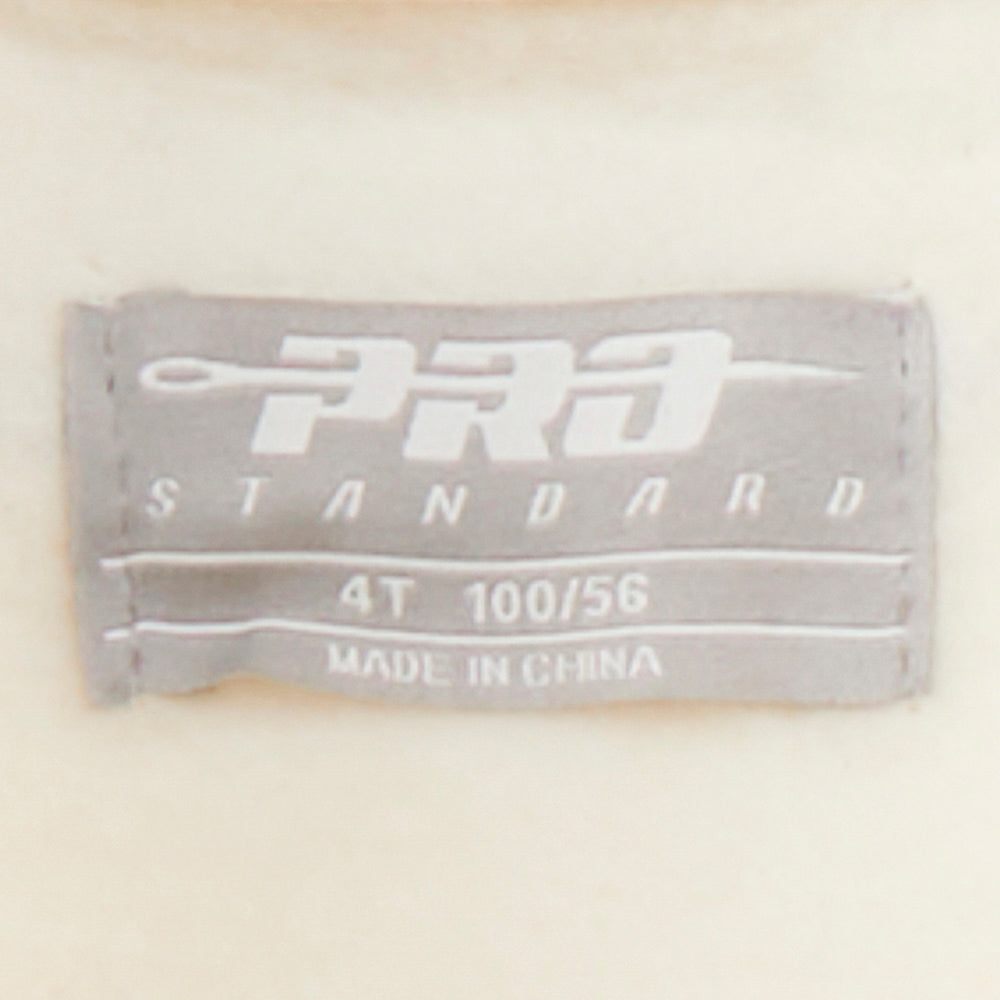 PRO
STANDARD
4T 100/56
MADE IN CHINA